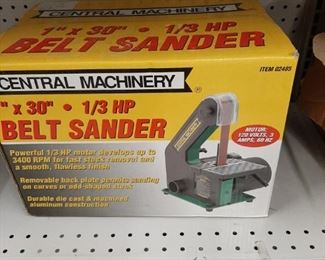 1" x 30" • 1/3 HP
BELT SANDER
ITEM 02485
CENTRAL MACHINERY
" x 30" • 1/3 HP
BELT SANDER
Powerful 1/3 HP motor develops up to
3400 RPM for fast stock removal and
a smooth, flawless finish
Removable back plate permits sanding
on curves or odd-shaped stock
Durable die cast & machined
aluminum construction
MOTOR,
120 VOLTS, 3
AMPS, 60 HZ